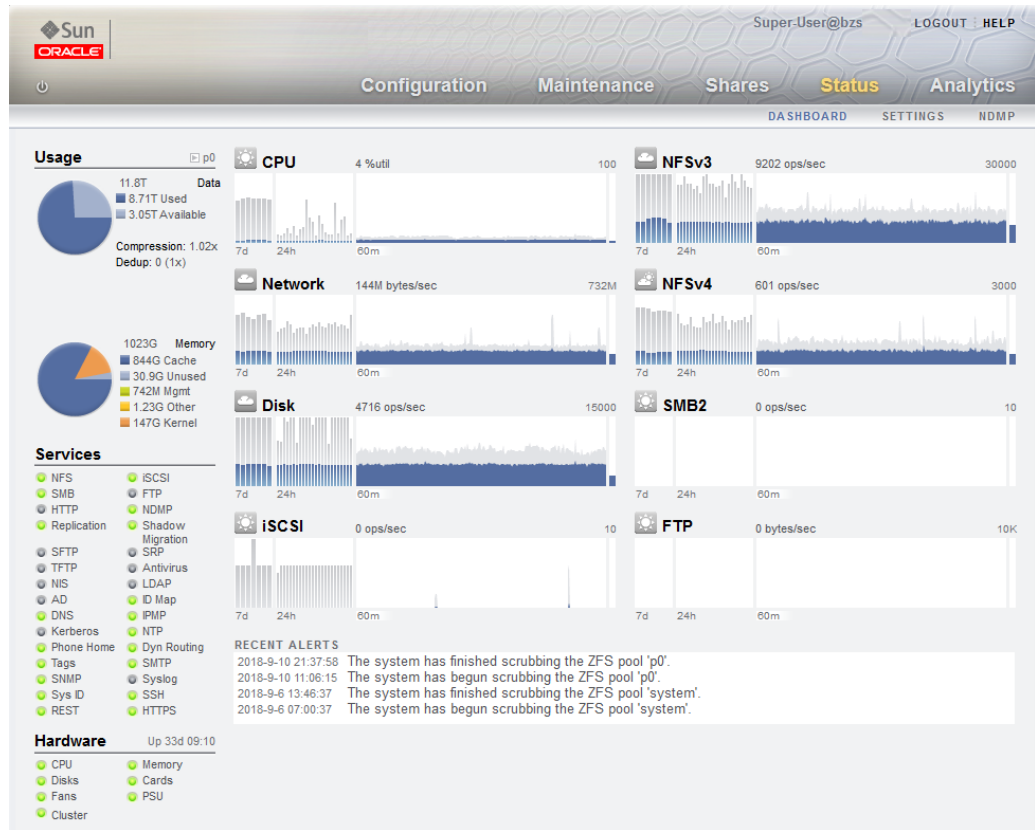 Sun
ORACLE
Super-User@bzs
LOGOUT HELP
Configuration Maintenance Shares Status Analytics
DASHBOARD SETTINGS NDMP
Usage p0
11.8T Data
8.71T Used
3.05T Available
Compression: 1.02x
Dedup: 0 (1x)
1023G Memory
844G Cache
30.9G Unused
742M Mgmt
1.23G Other
147G Kernel
Services
NFS iSCSI
SMB FTP
HTTP NDMP
Replication Shadow
Migration
SFTP SRP
TFTP Antivirus
NIS LDAP
AD ID Map
DNS IPMP
Kerberos NTP
Phone Home Dyn Routing
Tags SMTP
SNMP Syslog
Sys ID SSH
REST HTTPS
Hardware Up 33d 09:10
CPU Memory
Disks Cards
Fans PSU
Cluster
CPU 4 %util 100
7d 24h 60m
NFSv3 9202 ops/sec 30000
7d 24h 60m
Network 144M bytes/sec 732M
7d 24h 60m
NFSv4 601 ops/sec 3000
7d 24h 60m
Disk 4716 ops/sec 15000
7d 24h 60m
SMB2 0 ops/sec 10
7d 24h 60m
iSCSI 0 ops/sec 10
7d 24h 60m
FTP 0 bytes/sec 10K
7d 24h 60m
RECENT ALERTS
2018-9-10 21:37:58 The system has finished scrubbing the ZFS pool 'p0'.
2018-9-10 11:06:15 The system has begun scrubbing the ZFS pool 'p0'.
2018-9-6 13:46:37 The system has finished scrubbing the ZFS pool 'system'.
2018-9-6 07:00:37 The system has begun scrubbing the ZFS pool 'system'.